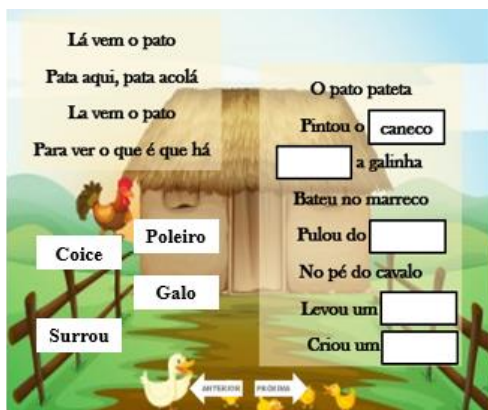 Lá vem o pato
Pata aqui, pata acolá
La vem o pato
Para ver o que é que há
O pato pateta
Pintou o caneco
a galinha
Bateu no marreco
Pulou do
No pé do cavalo
Levou um
Criou um
Poleiro
Coice
Galo
Surrou
ANTERIOR
PRÓXIMA